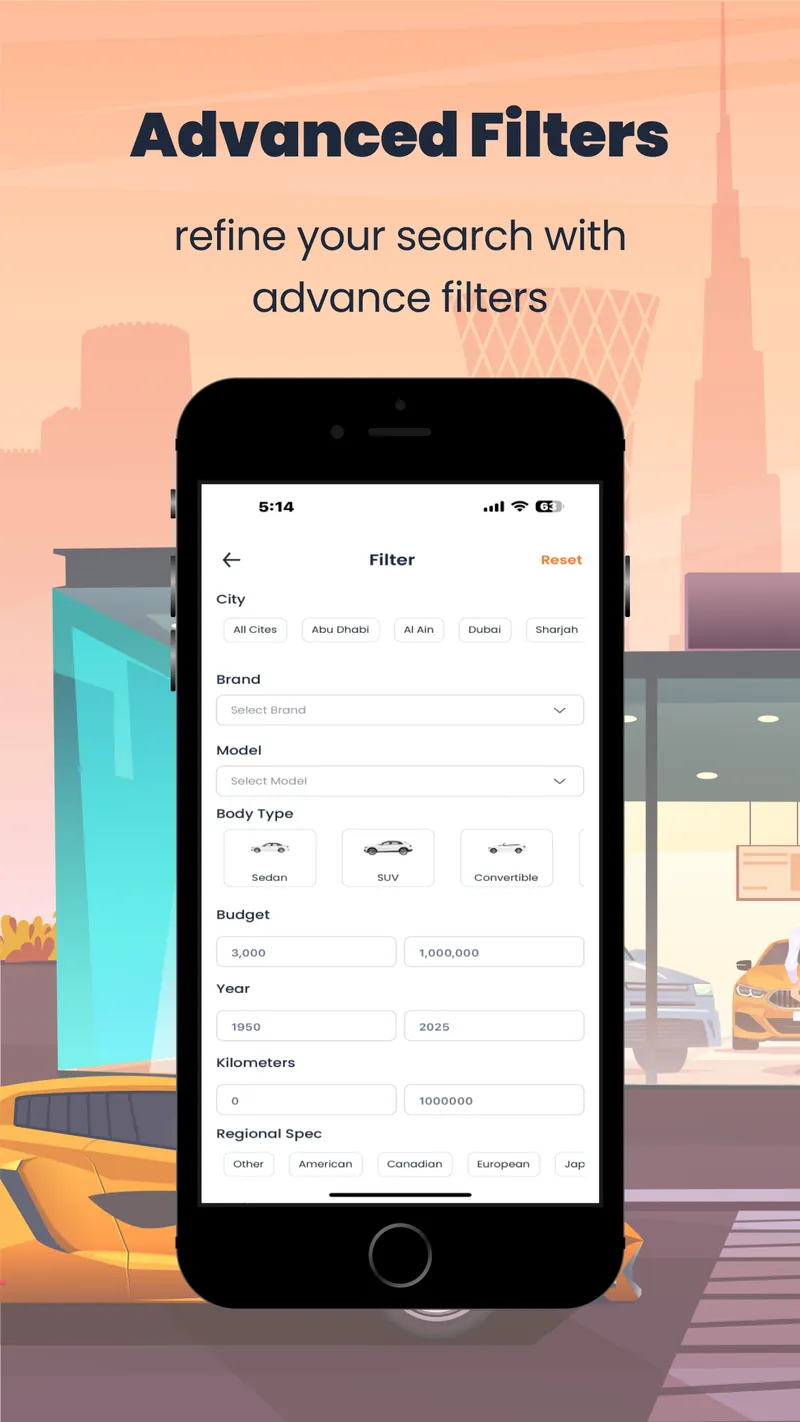 Advanced Filters
refine your search with
advance filters
5:14
63
Filter
Reset
City
All Cites
Abu Dhabi
Al Ain
Dubai
Sharjah
Brand
Select Brand
Model
Select Model
Body Type
Sedan
SUV
Convertible
Budget
3,000
1,000,000
Year
1950
2025
Kilometers
0
1000000
Regional Spec
Other
American
Canadian
European
Jap